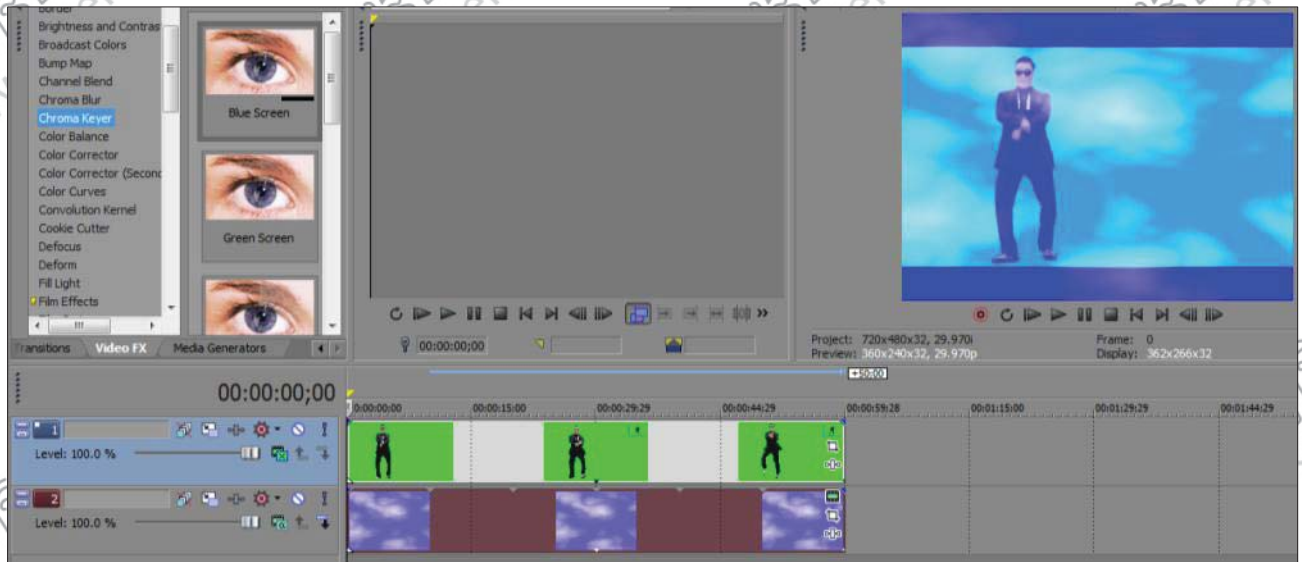 Border
Brightness and Contras
Broadcast Colors
Bump Map
Channel Blend
Chroma Blur
Chroma Keyer
Color Balance
Color Corrector
Color Corrector (Second
Color Curves
Convolution Kernel
Cookie Cutter
Defocus
Deform
Fill Light
Film Effects
Blue Screen
Green Screen
Transitions
Video FX
Media Generators
00:00:00;00
Project: 720x480x32, 29.970i
Preview: 360x240x32, 29.970p
Frame: 0
Display: 362x266x32
+50;00
00:00:00;00
0:00:00;00
00:00:15;00
00:00:29;29
00:00:44;29
00:00:59;28
00:01:15;00
00:01:29;29
00:01:44;29
1
Level: 100.0 %
2
Level: 100.0 %